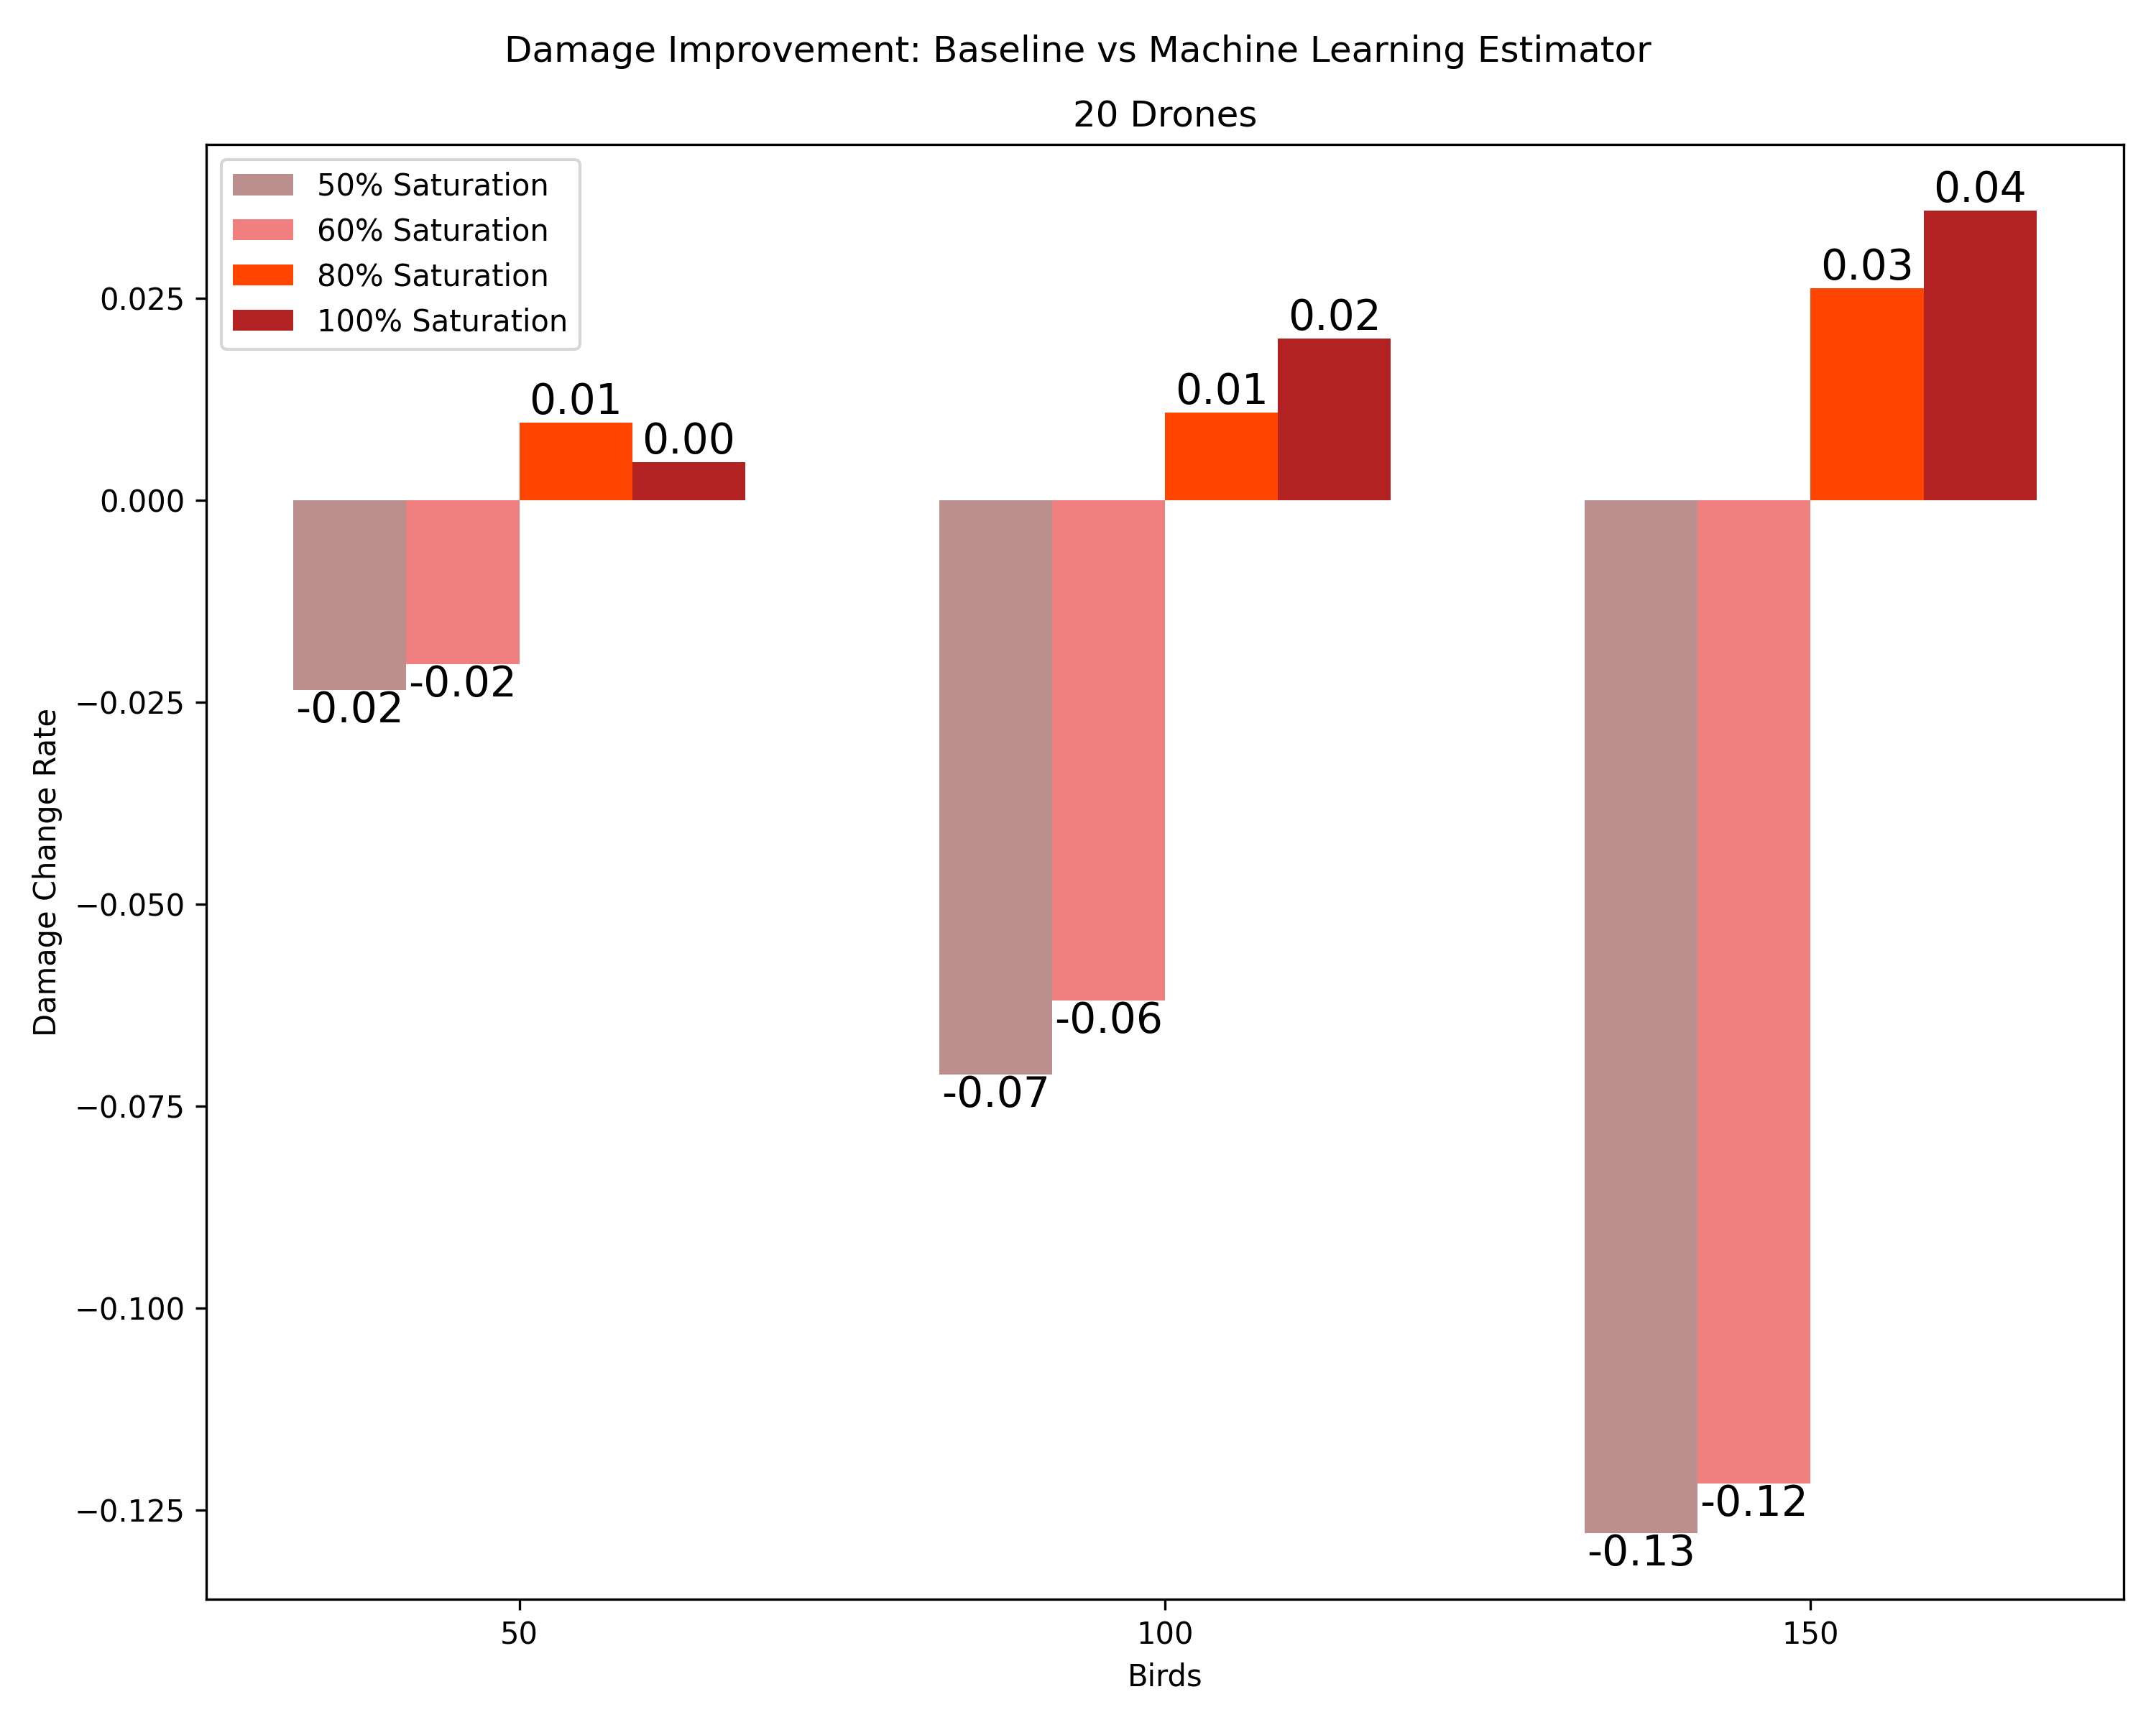 Damage Improvement: Baseline vs Machine Learning Estimator
20 Drones
50% Saturation
60% Saturation
80% Saturation
100% Saturation
0.04
0.03
0.02
0.01
0.01
0.00
-0.02
-0.02
-0.06
-0.07
-0.12
-0.13
0.025
0.000
−0.025
−0.050
−0.075
−0.100
−0.125
Damage Change Rate
50
100
150
Birds